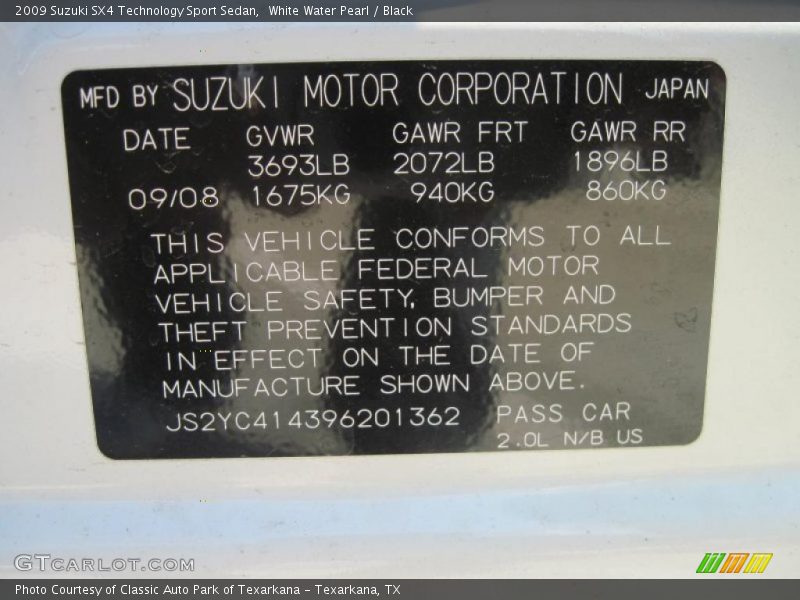 2009 Suzuki SX4 Technology Sport Sedan, White Water Pearl / Black
MFD BY SUZUKI MOTOR CORPORATION JAPAN
DATE GVWR GAWR FRT GAWR RR
3693LB 2072LB 1896LB
09/08 1675KG 940KG 860KG
THIS VEHICLE CONFORMS TO ALL
APPLICABLE FEDERAL MOTOR
VEHICLE SAFETY, BUMPER AND
THEFT PREVENTION STANDARDS
IN EFFECT ON THE DATE OF
MANUFACTURE SHOWN ABOVE.
JS2YC414396201362 PASS CAR
2.0L N/B US
GTCARLOT.COM
Photo Courtesy of Classic Auto Park of Texarkana - Texarkana, TX